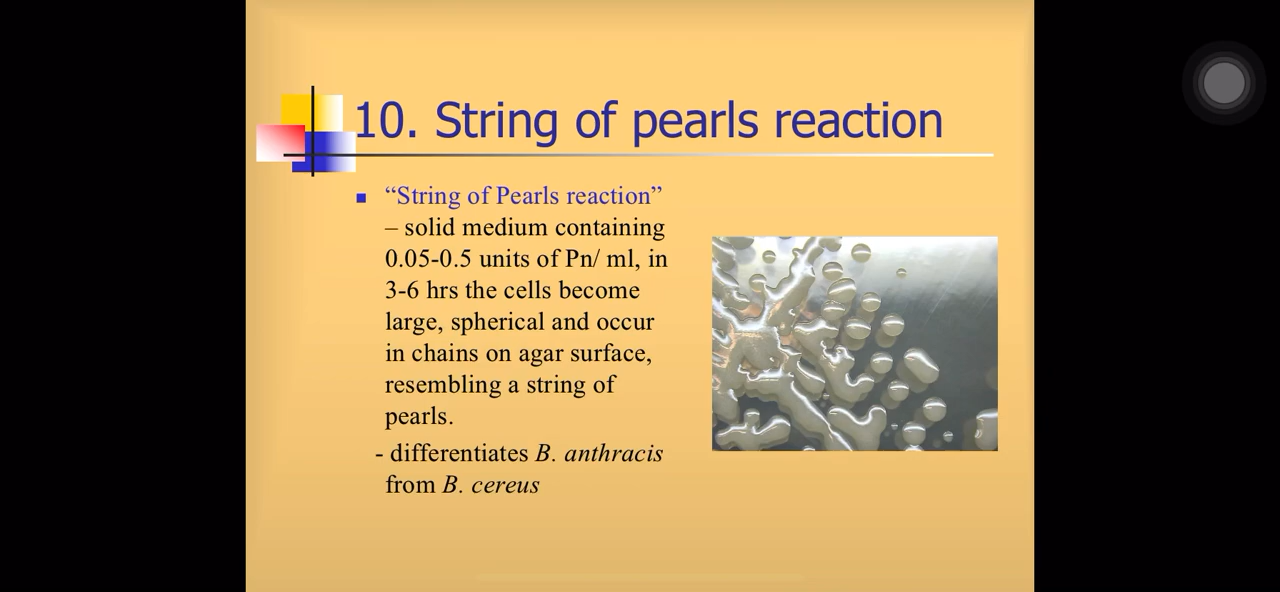 10. String of pearls reaction
“String of Pearls reaction”
– solid medium containing
0.05-0.5 units of Pn/ ml, in
3-6 hrs the cells become
large, spherical and occur
in chains on agar surface,
resembling a string of
pearls.
- differentiates B. anthracis
from B. cereus